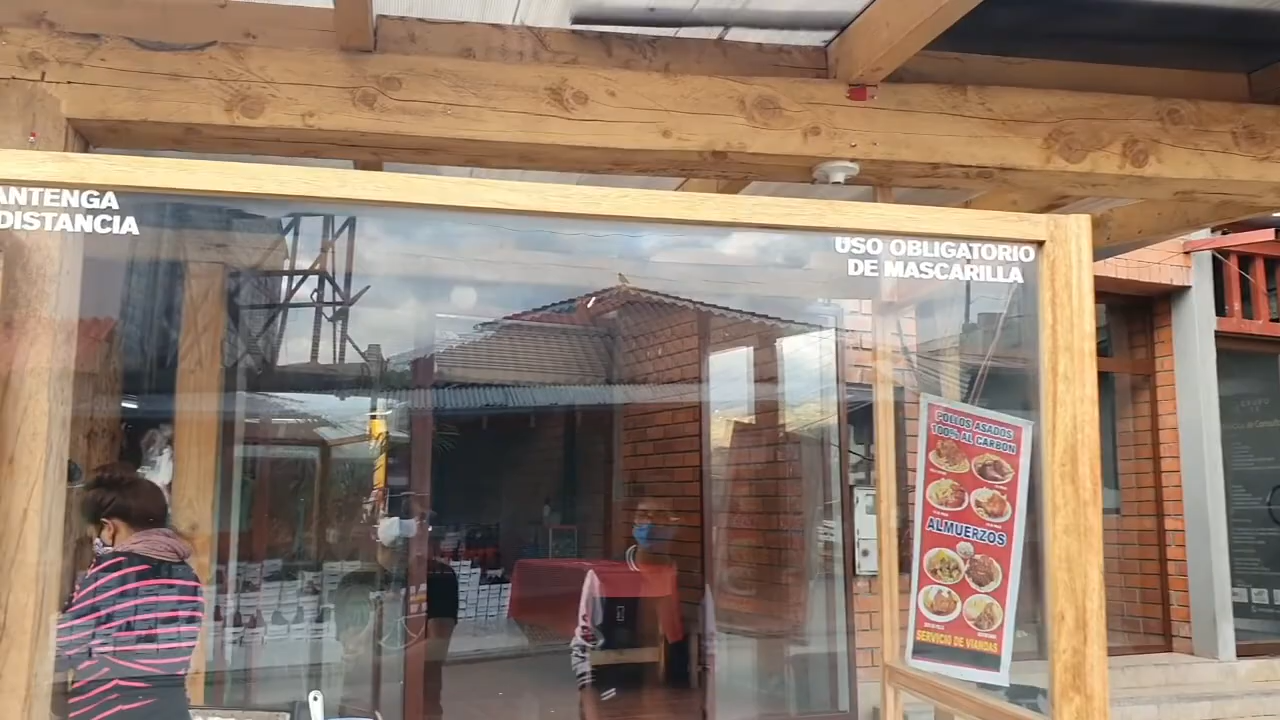 ANTENGA
DISTANCIA
USO OBLIGATORIO
DE MASCARILLA
POLLOS ASADOS
100% AL CARBON
ALMUERZOS
SERVICIO DE VIANDAS